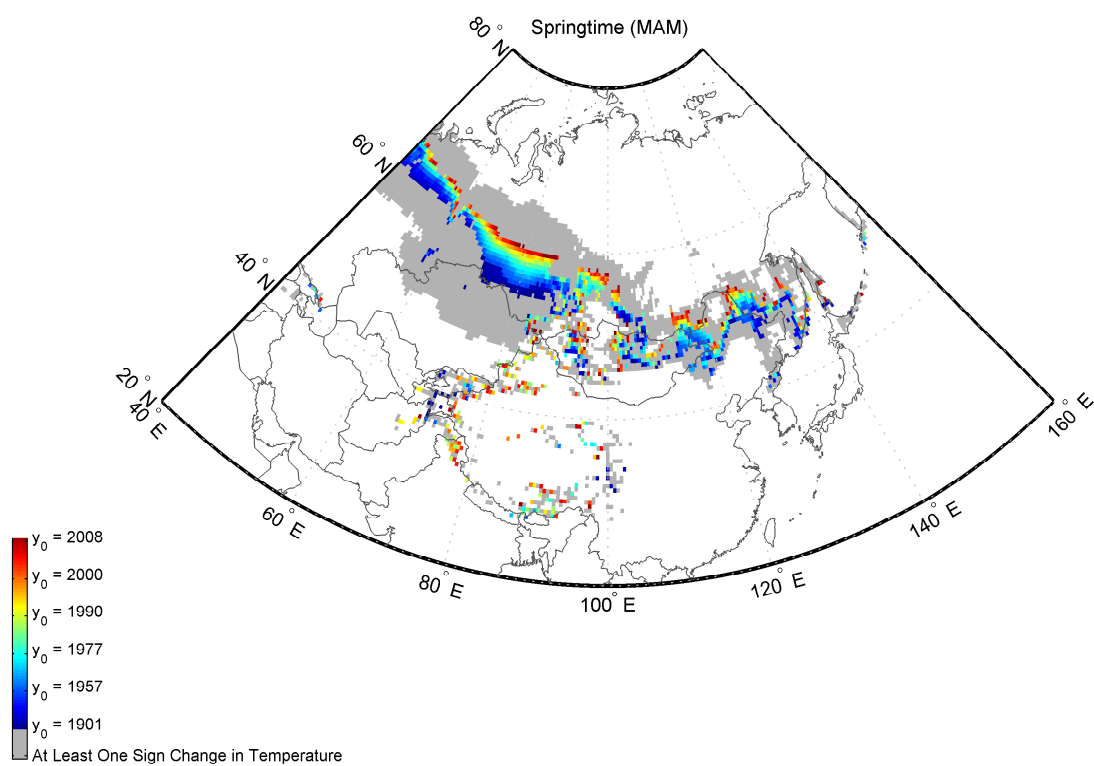 Springtime (MAM)
80° N
60° N
40° N
20° N
40° E
60° E
80° E
100° E
120° E
140° E
160° E
y0 = 2008
y0 = 2000
y0 = 1990
y0 = 1977
y0 = 1957
y0 = 1901
At Least One Sign Change in Temperature